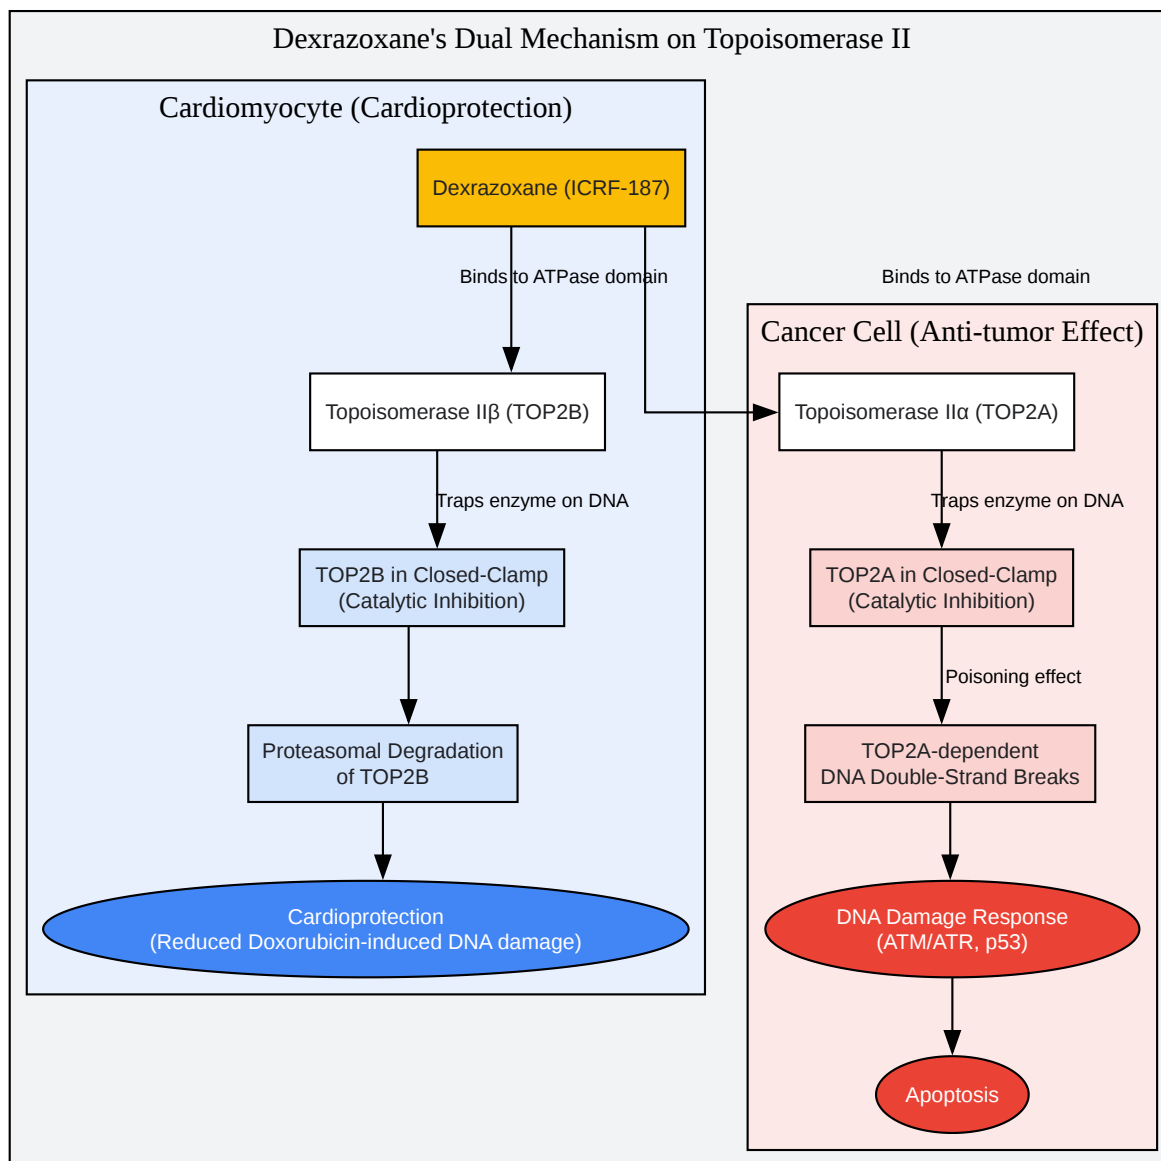 Dexrazoxane's Dual Mechanism on Topoisomerase II
Cardiomyocyte (Cardioprotection)
Dexrazoxane (ICRF-187)
Binds to ATPase domain
Binds to ATPase domain
Cancer Cell (Anti-tumor Effect)
Topoisomerase IIβ (TOP2B)
Topoisomerase IIα (TOP2A)
Traps enzyme on DNA
Traps enzyme on DNA
TOP2B in Closed-Clamp
(Catalytic Inhibition)
TOP2A in Closed-Clamp
(Catalytic Inhibition)
Poisoning effect
Proteasomal Degradation
of TOP2B
TOP2A-dependent
DNA Double-Strand Breaks
Cardioprotection
(Reduced Doxorubicin-induced DNA damage)
DNA Damage Response
(ATM/ATR, p53)
Apoptosis